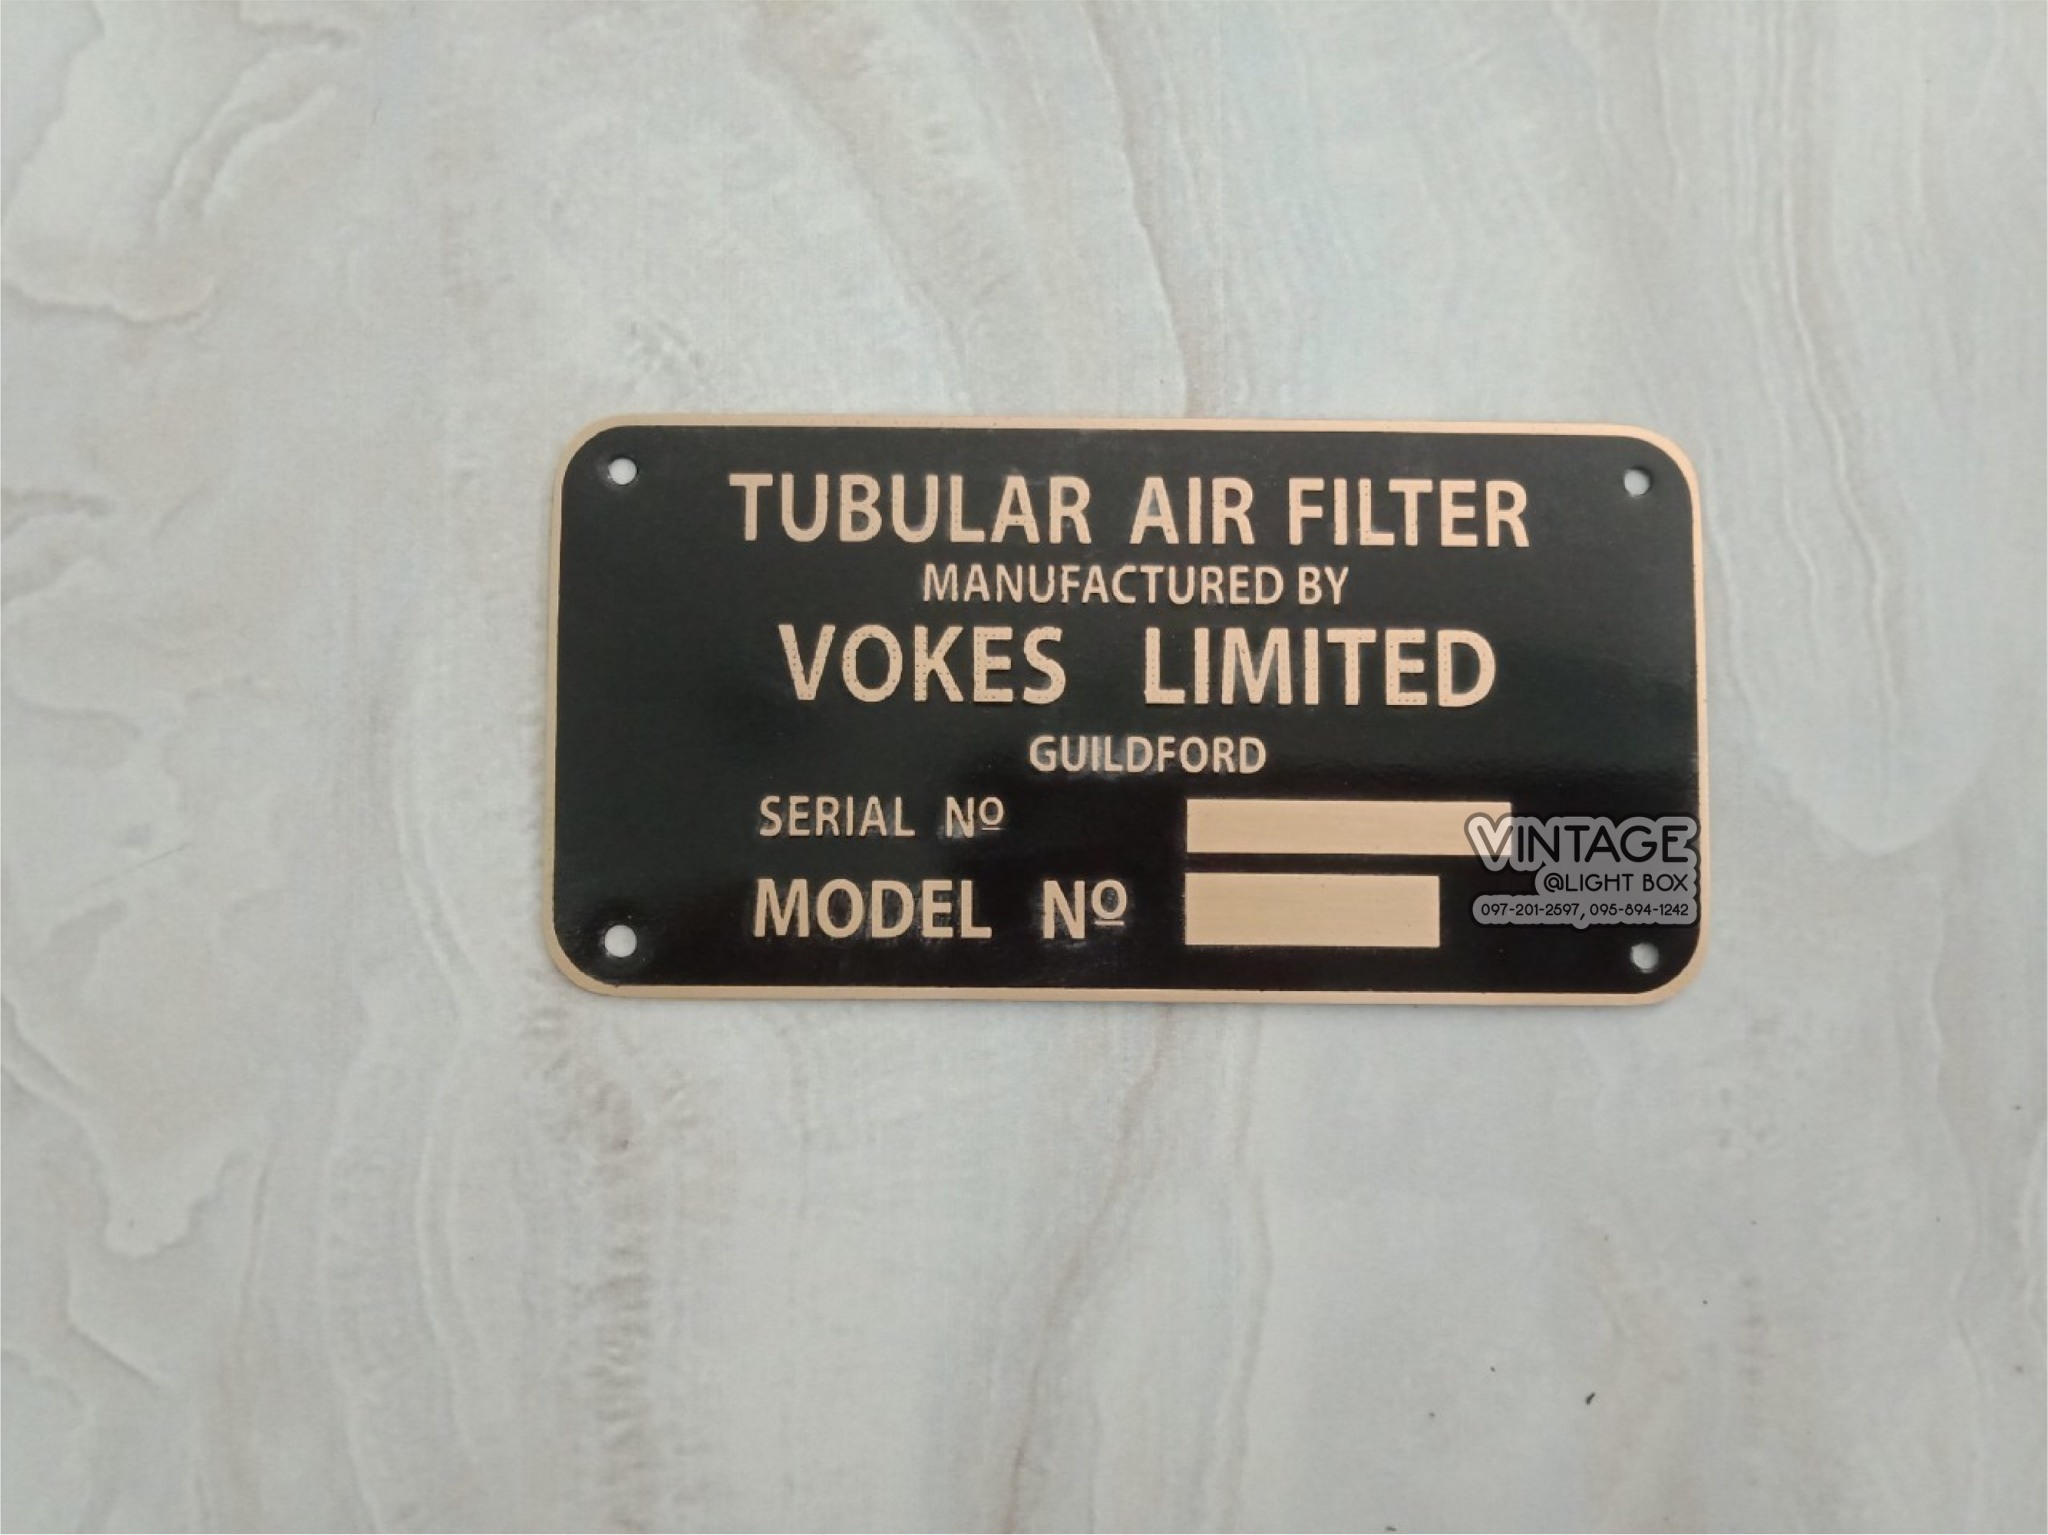 TUBULAR AIR FILTER
MANUFACTURED BY
VOKES LIMITED
GUILDFORD
SERIAL Nº
MODEL Nº
VINTAGE
@LIGHT BOX
097-201-2597, 095-894-1242